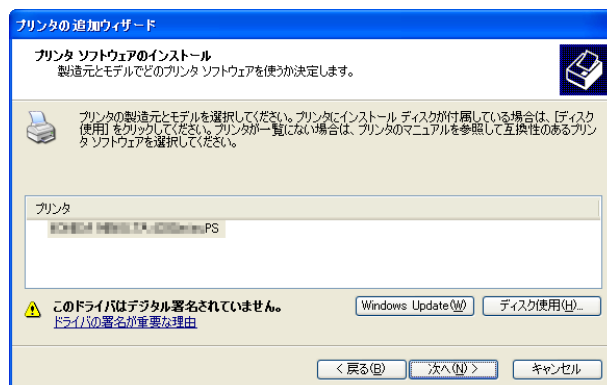 プリンタの追加ウィザード
プリンタ ソフトウェアのインストール
製造元とモデルでどのプリンタ ソフトウェアを使うか決定します。
プリンタの製造元とモデルを選択してください。プリンタにインストール ディスクが付属している場合は、[ディスク
使用] をクリックしてください。プリンタが一覧にない場合は、プリンタのマニュアルを参照して互換性のあるプリン
タ ソフトウェアを選択してください。
プリンタ
PS
このドライバはデジタル署名されていません。
Windows Update(W)
ディスク使用(H)...
ドライバの署名が重要な理由
< 戻る(B)
次へ(N) >
キャンセル